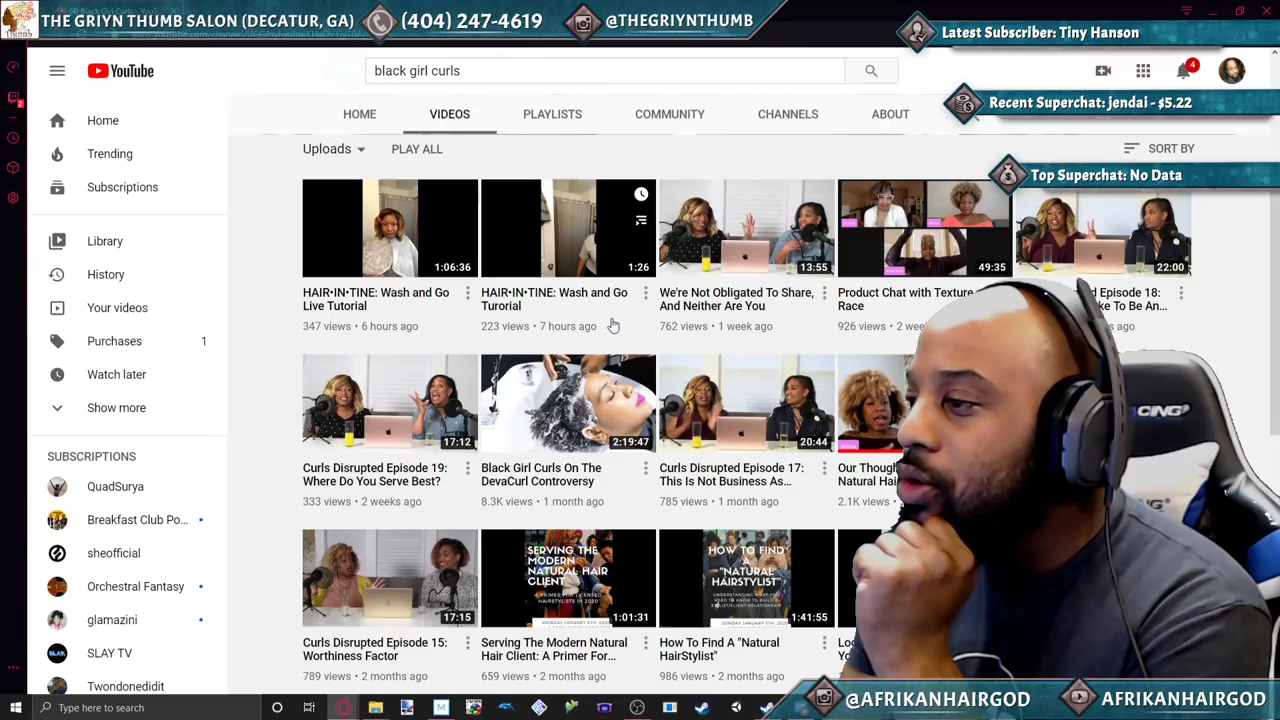 THE GRIYN THUMB SALON (DECATUR, GA)
(404) 247-4619
@THEGRIYNTHUMB
Latest Subscriber: Tiny Hanson
YouTube
black girl curls
4
Recent Superchat: jendai - $5.22
HOME VIDEOS PLAYLISTS COMMUNITY CHANNELS ABOUT
Uploads PLAY ALL SORT BY
Top Superchat: No Data
Home
Trending
Subscriptions
Library
History
Your videos
Purchases 1
Watch later
Show more
SUBSCRIPTIONS
QuadSurya
Breakfast Club Po...
sheofficial
Orchestral Fantasy
glamazini
SLAY TV
Twondonedidit
1:06:36
HAIR•IN•TINE: Wash and Go
Live Tutorial
347 views • 6 hours ago
1:26
HAIR•IN•TINE: Wash and Go
Turorial
223 views • 7 hours ago
13:55
We're Not Obligated To Share,
And Neither Are You
762 views • 1 week ago
49:35
Product Chat with Texture
Race
926 views • 2
22:00
Episode 18:
To Be An...
ago
17:12
Curls Disrupted Episode 19:
Where Do You Serve Best?
333 views • 2 weeks ago
2:19:47
Black Girl Curls On The
DevaCurl Controversy
8.3K views • 1 month ago
20:44
Curls Disrupted Episode 17:
This Is Not Business As...
785 views • 1 month ago
Our
Natural
2.1K views
17:15
Curls Disrupted Episode 15:
Worthiness Factor
789 views • 2 months ago
SERVING THE
MODERN
NATURAL HAIR
CLIENT:
A PRIMER FOR
LICENSED
HAIRSTYLISTS IN 2020
1:01:31
Serving The Modern Natural
Hair Client: A Primer For...
659 views • 2 months ago
HOW TO FIND
A
"NATURAL
HAIRSTYLIST"
1:41:55
How To Find A "Natural
HairStylist"
986 views • 2 months ago
Type here to search
@AFRIKANHAIRGOD
AFRIKANHAIRGOD